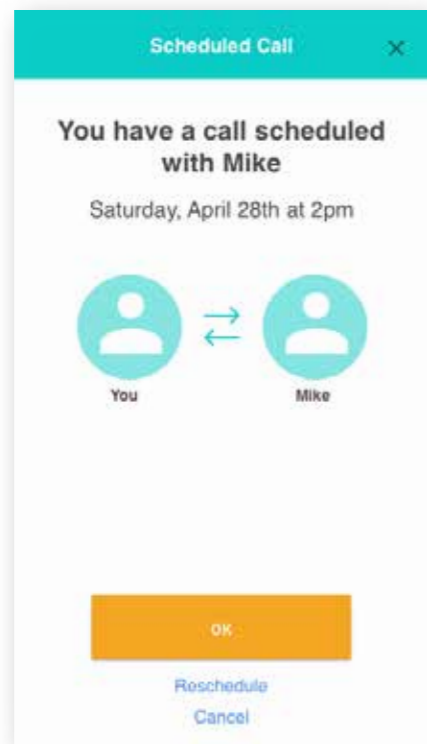 Scheduled Call
You have a call scheduled
with Mike
Saturday, April 28th at 2pm
You
Mike
OK
Reschedule
Cancel